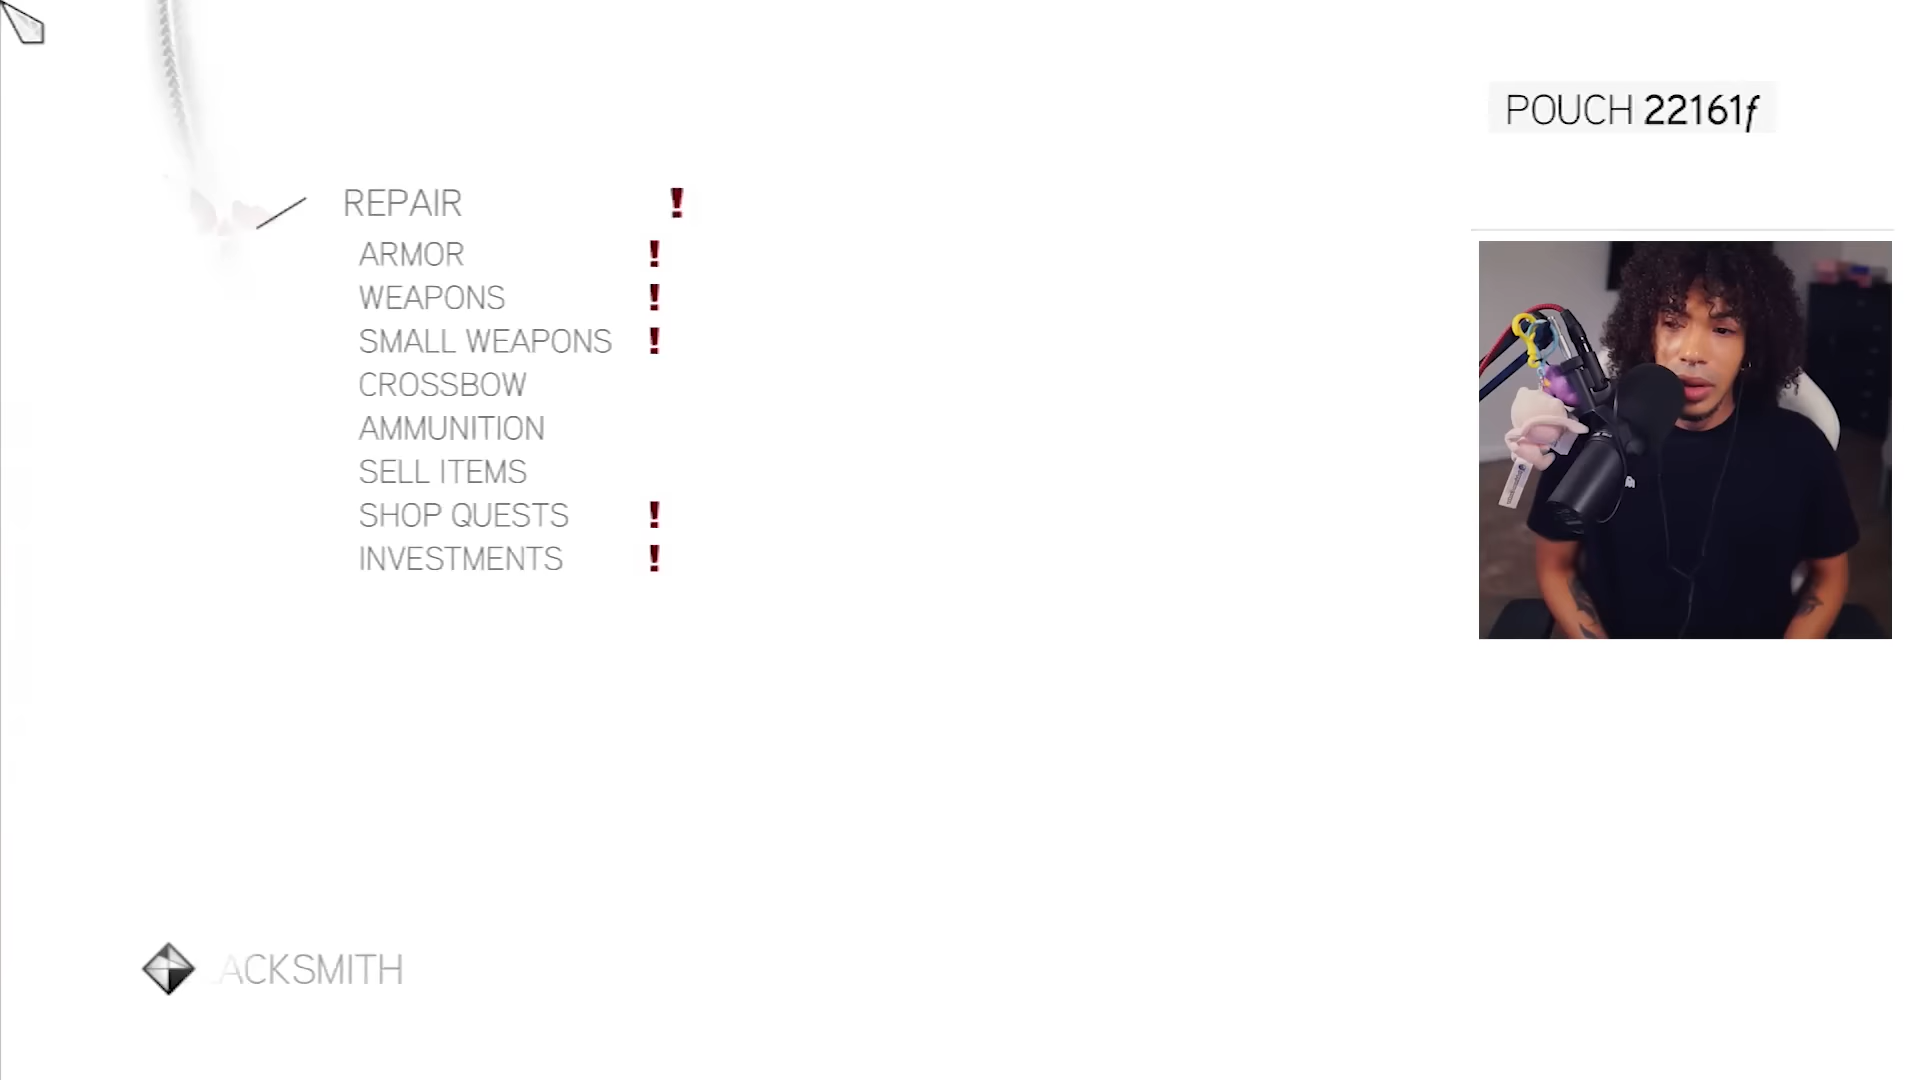 POUCH 22161f
REPAIR !
ARMOR !
WEAPONS !
SMALL WEAPONS !
CROSSBOW
AMMUNITION
SELL ITEMS
SHOP QUESTS !
INVESTMENTS !
ACKSMITH